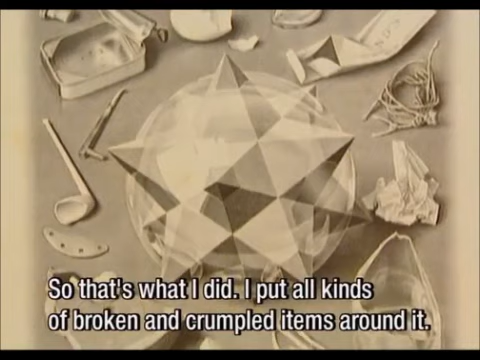 So that's what I did. I put all kinds
of broken and crumpled items around it.